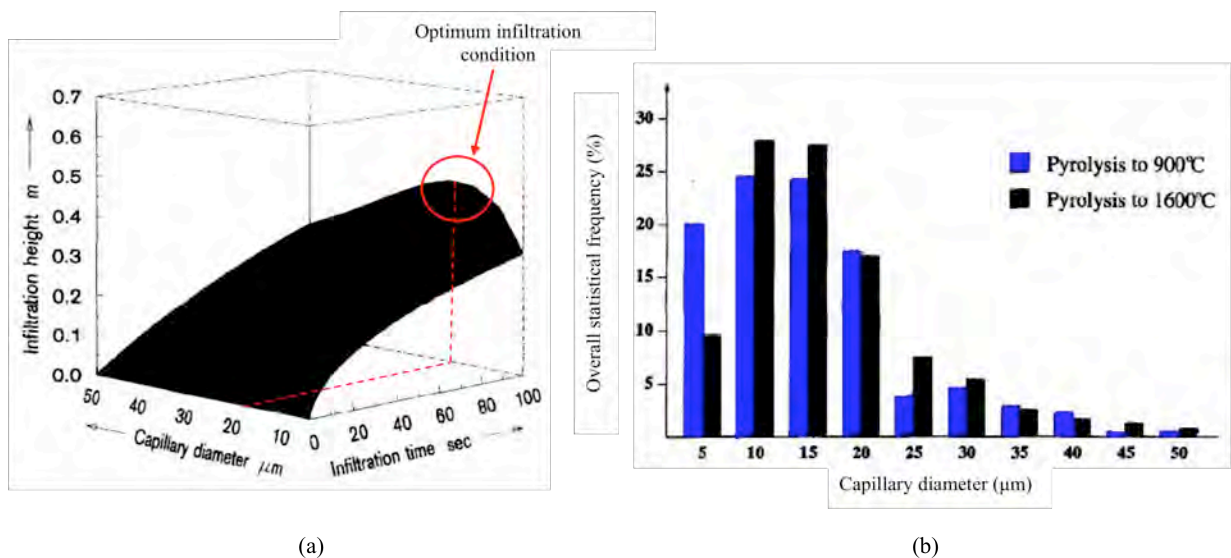 Optimum infiltration
condition
0.7
0.6
0.5
0.4
0.3
0.2
0.1
0.0
Infiltration height m
50 40 30 20 10
Capillary diameter μm
0 20 40 60 80 100
Infiltration time sec
(a)
Overall statistical frequency (%)
30
25
20
15
10
5
Pyrolysis to 900℃
Pyrolysis to 1600℃
5 10 15 20 25 30 35 40 45 50
Capillary diameter (μm)
(b)